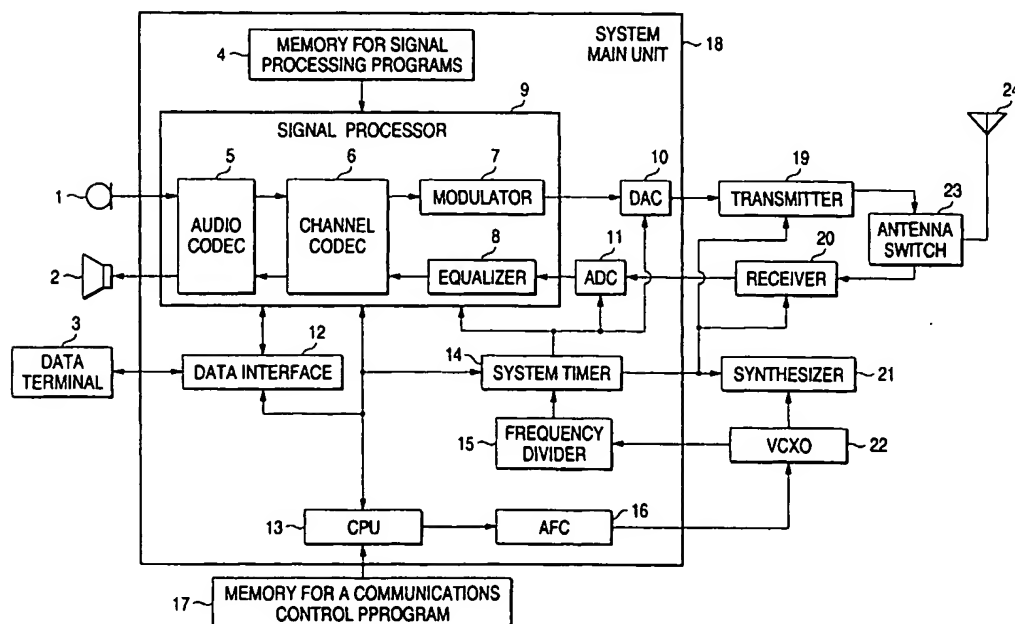 SYSTEM
MAIN UNIT
18
4
MEMORY FOR SIGNAL
PROCESSING PROGRAMS
24
9
SIGNAL PROCESSOR
5
6
7
10
19
1
AUDIO
CODEC
CHANNEL
CODEC
MODULATOR
DAC
TRANSMITTER
23
ANTENNA
SWITCH
8
11
20
2
EQUALIZER
ADC
RECEIVER
3
12
14
DATA
TERMINAL
DATA INTERFACE
SYSTEM TIMER
SYNTHESIZER
21
15
FREQUENCY
DIVIDER
VCXO
22
13
CPU
16
AFC
17
MEMORY FOR A COMMUNICATIONS
CONTROL PPROGRAM